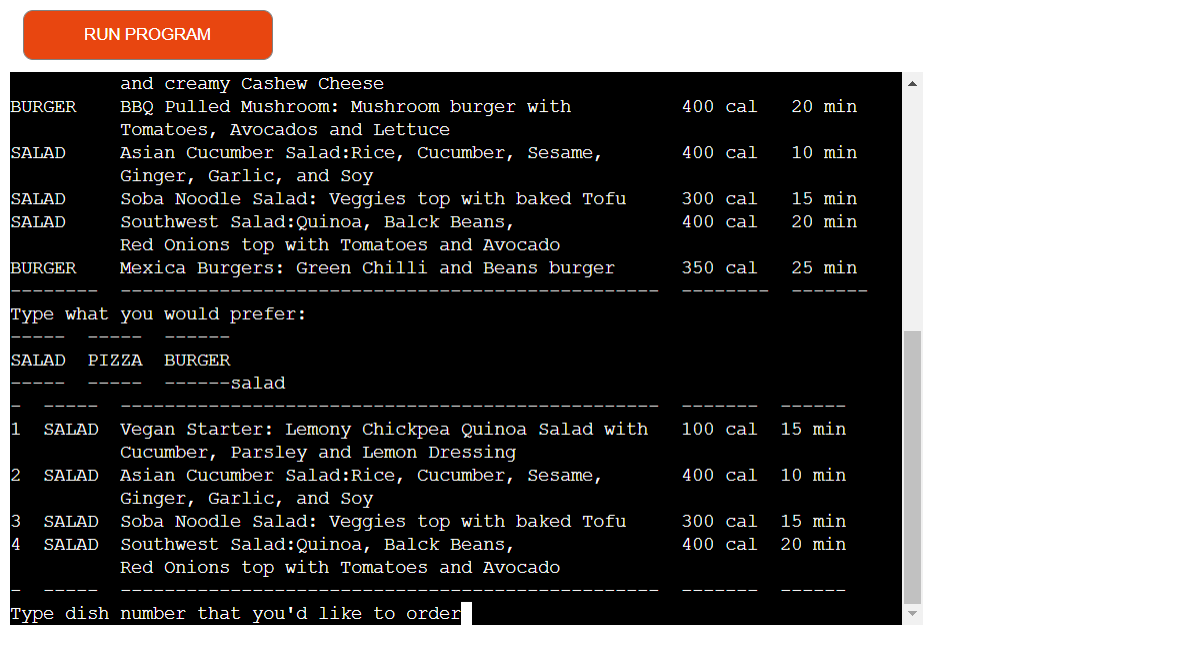 RUN PROGRAM
and creamy Cashew Cheese
BURGER BBQ Pulled Mushroom: Mushroom burger with 400 cal 20 min
Tomatoes, Avocados and Lettuce
SALAD Asian Cucumber Salad:Rice, Cucumber, Sesame, 400 cal 10 min
Ginger, Garlic, and Soy
SALAD Soba Noodle Salad: Veggies top with baked Tofu 300 cal 15 min
SALAD Southwest Salad:Quinoa, Balck Beans, 400 cal 20 min
Red Onions top with Tomatoes and Avocado
BURGER Mexica Burgers: Green Chilli and Beans burger 350 cal 25 min
-------- ------------------------------------------------- -------- -------
Type what you would prefer:
----- ----- ------
SALAD PIZZA BURGER
----- ----- ------salad
- ----- ------------------------------------------------- ------- ------
1 SALAD Vegan Starter: Lemony Chickpea Quinoa Salad with 100 cal 15 min
Cucumber, Parsley and Lemon Dressing
2 SALAD Asian Cucumber Salad:Rice, Cucumber, Sesame, 400 cal 10 min
Ginger, Garlic, and Soy
3 SALAD Soba Noodle Salad: Veggies top with baked Tofu 300 cal 15 min
4 SALAD Southwest Salad:Quinoa, Balck Beans, 400 cal 20 min
Red Onions top with Tomatoes and Avocado
- ----- ------------------------------------------------- ------- ------
Type dish number that you'd like to order